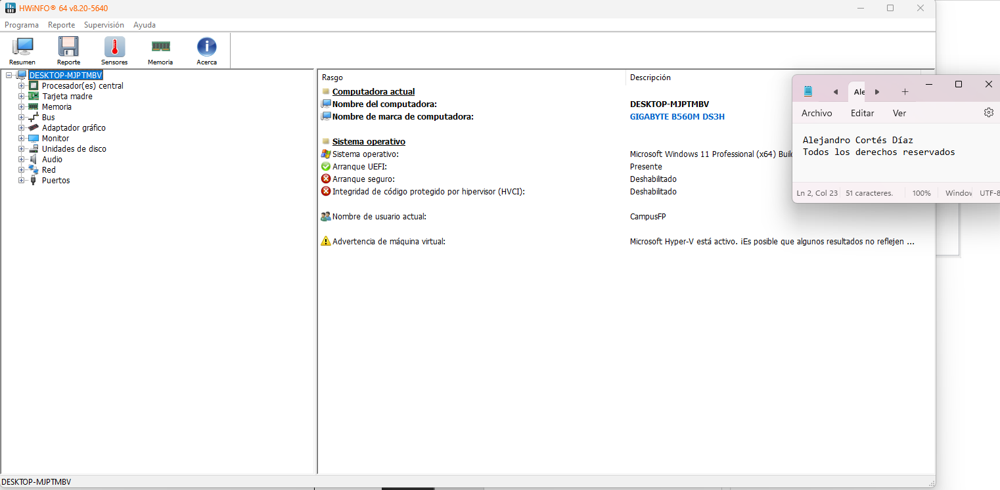 HWiNFO® 64 v8.20-5640
Programa Reporte Supervisión Ayuda
Resumen Reporte Sensores Memoria Acerca
DESKTOP-MJPTMBV
Procesador(es) central
Tarjeta madre
Memoria
Bus
Adaptador gráfico
Monitor
Unidades de disco
Audio
Red
Puertos
Rasgo Descripción
Computadora actual
Nombre del computadora: DESKTOP-MJPTMBV
Nombre de marca de computadora: GIGABYTE B560M DS3H
Sistema operativo
Sistema operativo: Microsoft Windows 11 Professional (x64)
Arranque UEFI: Presente
Arranque seguro: Deshabilitado
Integridad de código protegido por hipervisor (HVCI): Deshabilitado
Nombre de usuario actual: CampusFP
Advertencia de máquina virtual: Microsoft Hyper-V está activo. ¡Es posible que algunos resultados no reflejen ...
Ale
Archivo Editar Ver
Alejandro Cortés Díaz
Todos los derechos reservados
Ln 2, Col 23 51 caracteres. 100% Window UTF-8
DESKTOP-MJPTMBV